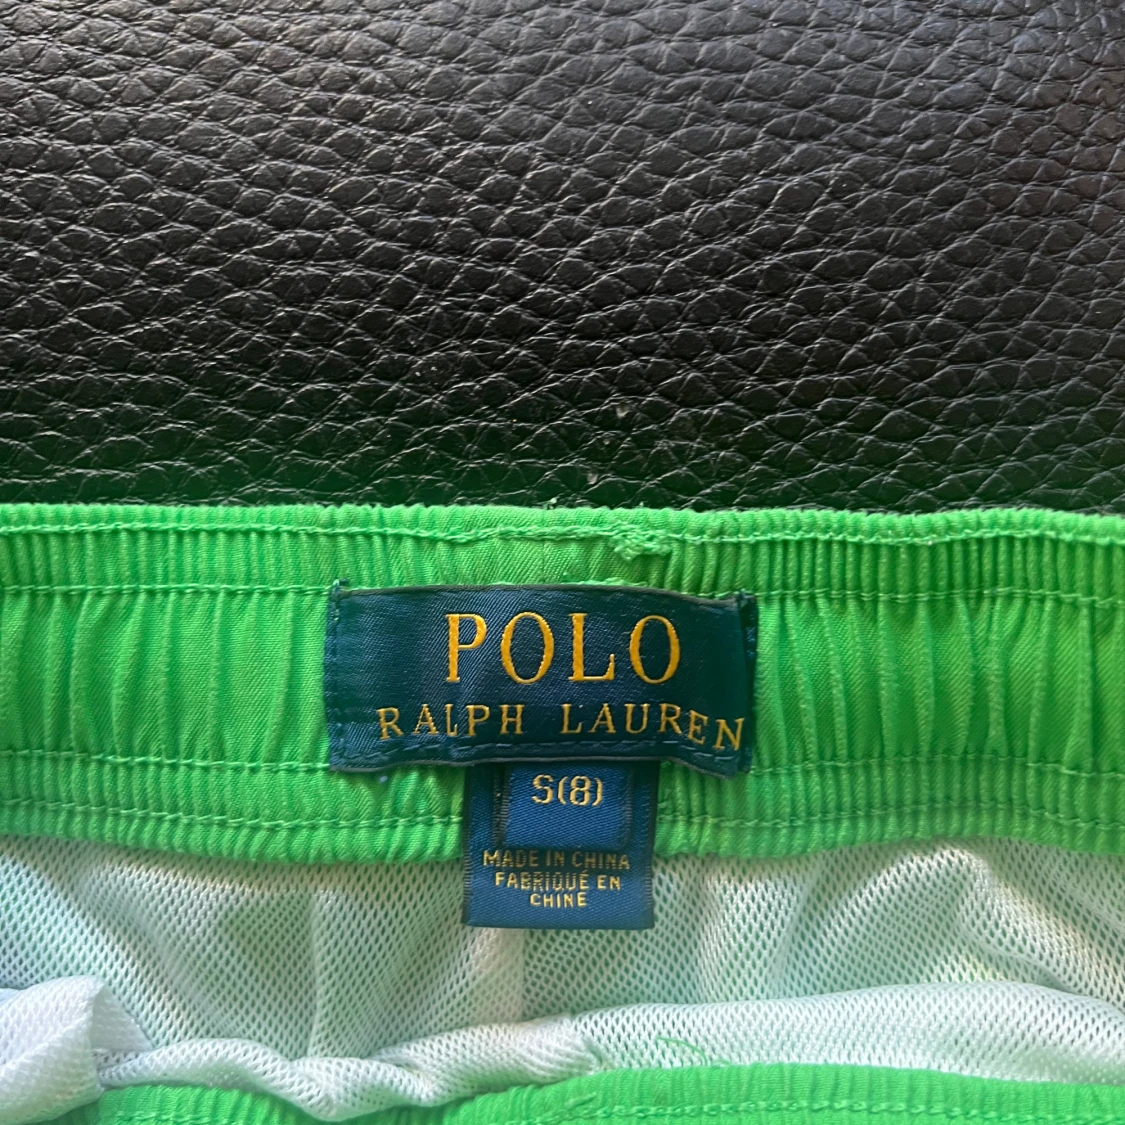 POLO
RALPH LAUREN
S(8)
MADE IN CHINA
FABRIQUÉ EN
CHINE